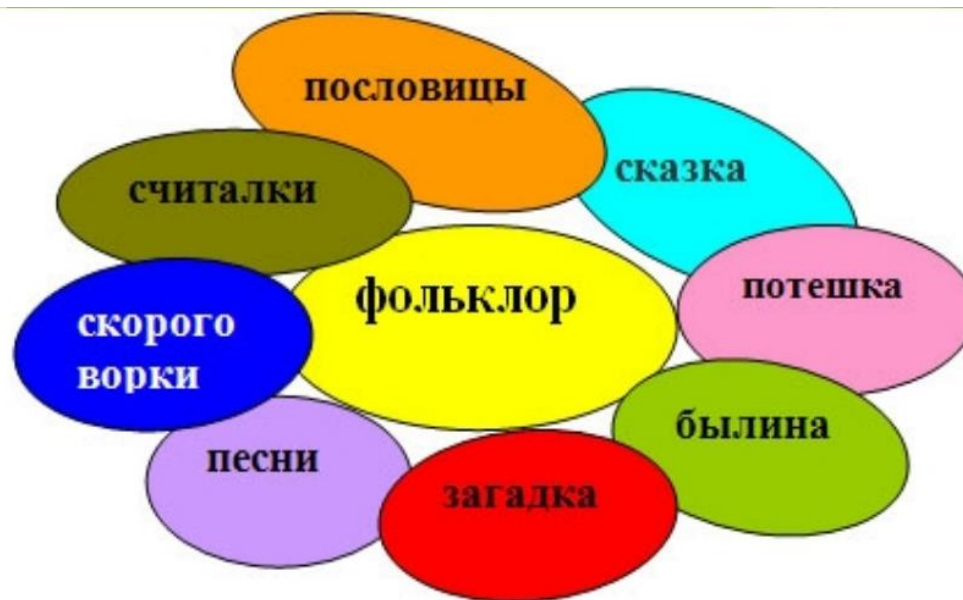 пословицы
сказка
считалки
потешка
фольклор
скорого
ворки
былина
песни
загадка